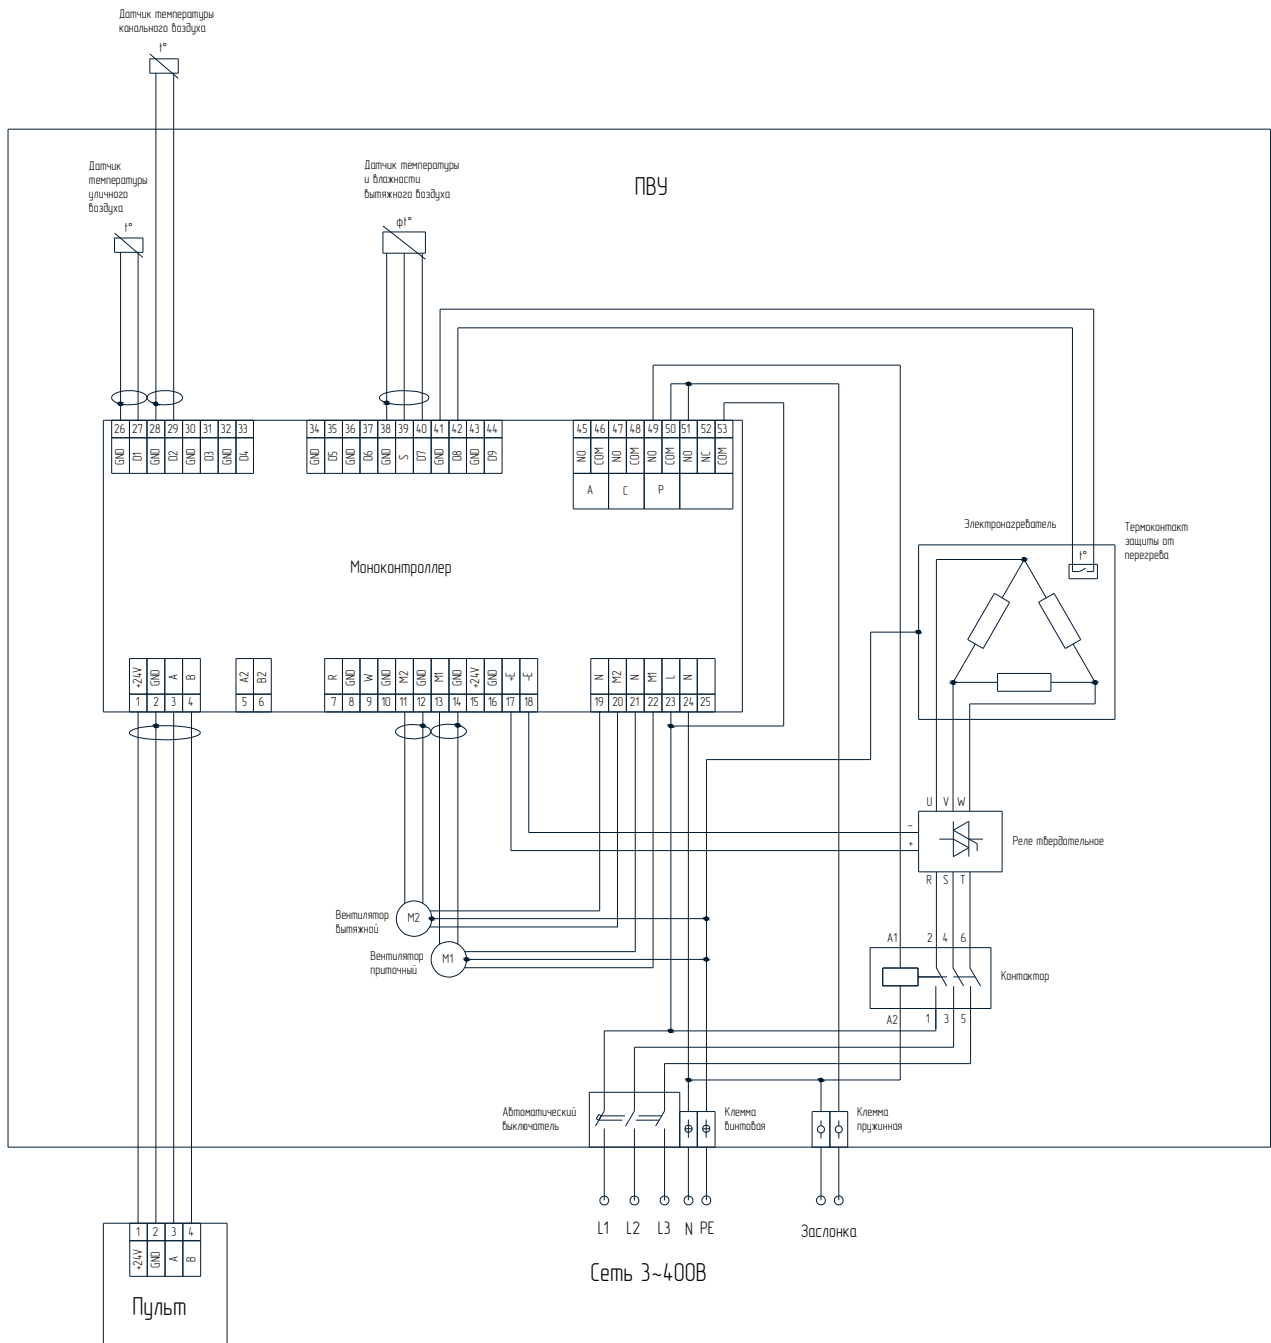 Датчик температуры
канального воздуха
t°
Датчик
температуры
уличного
воздуха
t°
Датчик температуры
и влажности
вытяжного воздуха
φt°
ПВУ
26 27 28 29 30 31 32 33
GND D1 GND D2 GND D3 GND D4
34 35 36 37 38 39 40 41 42 43 44
GND D5 GND D6 GND S D7 GND D8 GND D9
45 46 47 48 49 50 51 52 53
NO COM NO COM NO COM NO NC COM
A C P
Электронагреватель
Термоконтакт
защиты от
перегрева
t°
Моноконтроллер
+24V GND A B
1 2 3 4
A2 B2
5 6
R GND W GND M2 GND M1 GND +24V GND +E -E
7 8 9 10 11 12 13 14 15 16 17 18
N M2 N M1 L N
19 20 21 22 23 24 25
U V W
-
+
Реле твердотельное
R S T
Вентилятор
вытяжной
M2
Вентилятор
приточный
M1
A1 2 4 6
Контактор
A2 1 3 5
Автоматический
выключатель
Клемма
винтовая
Клемма
пружинная
L1 L2 L3 N PE
Заслонка
Сеть 3~400В
1 2 3 4
+24V GND A B
Пульт